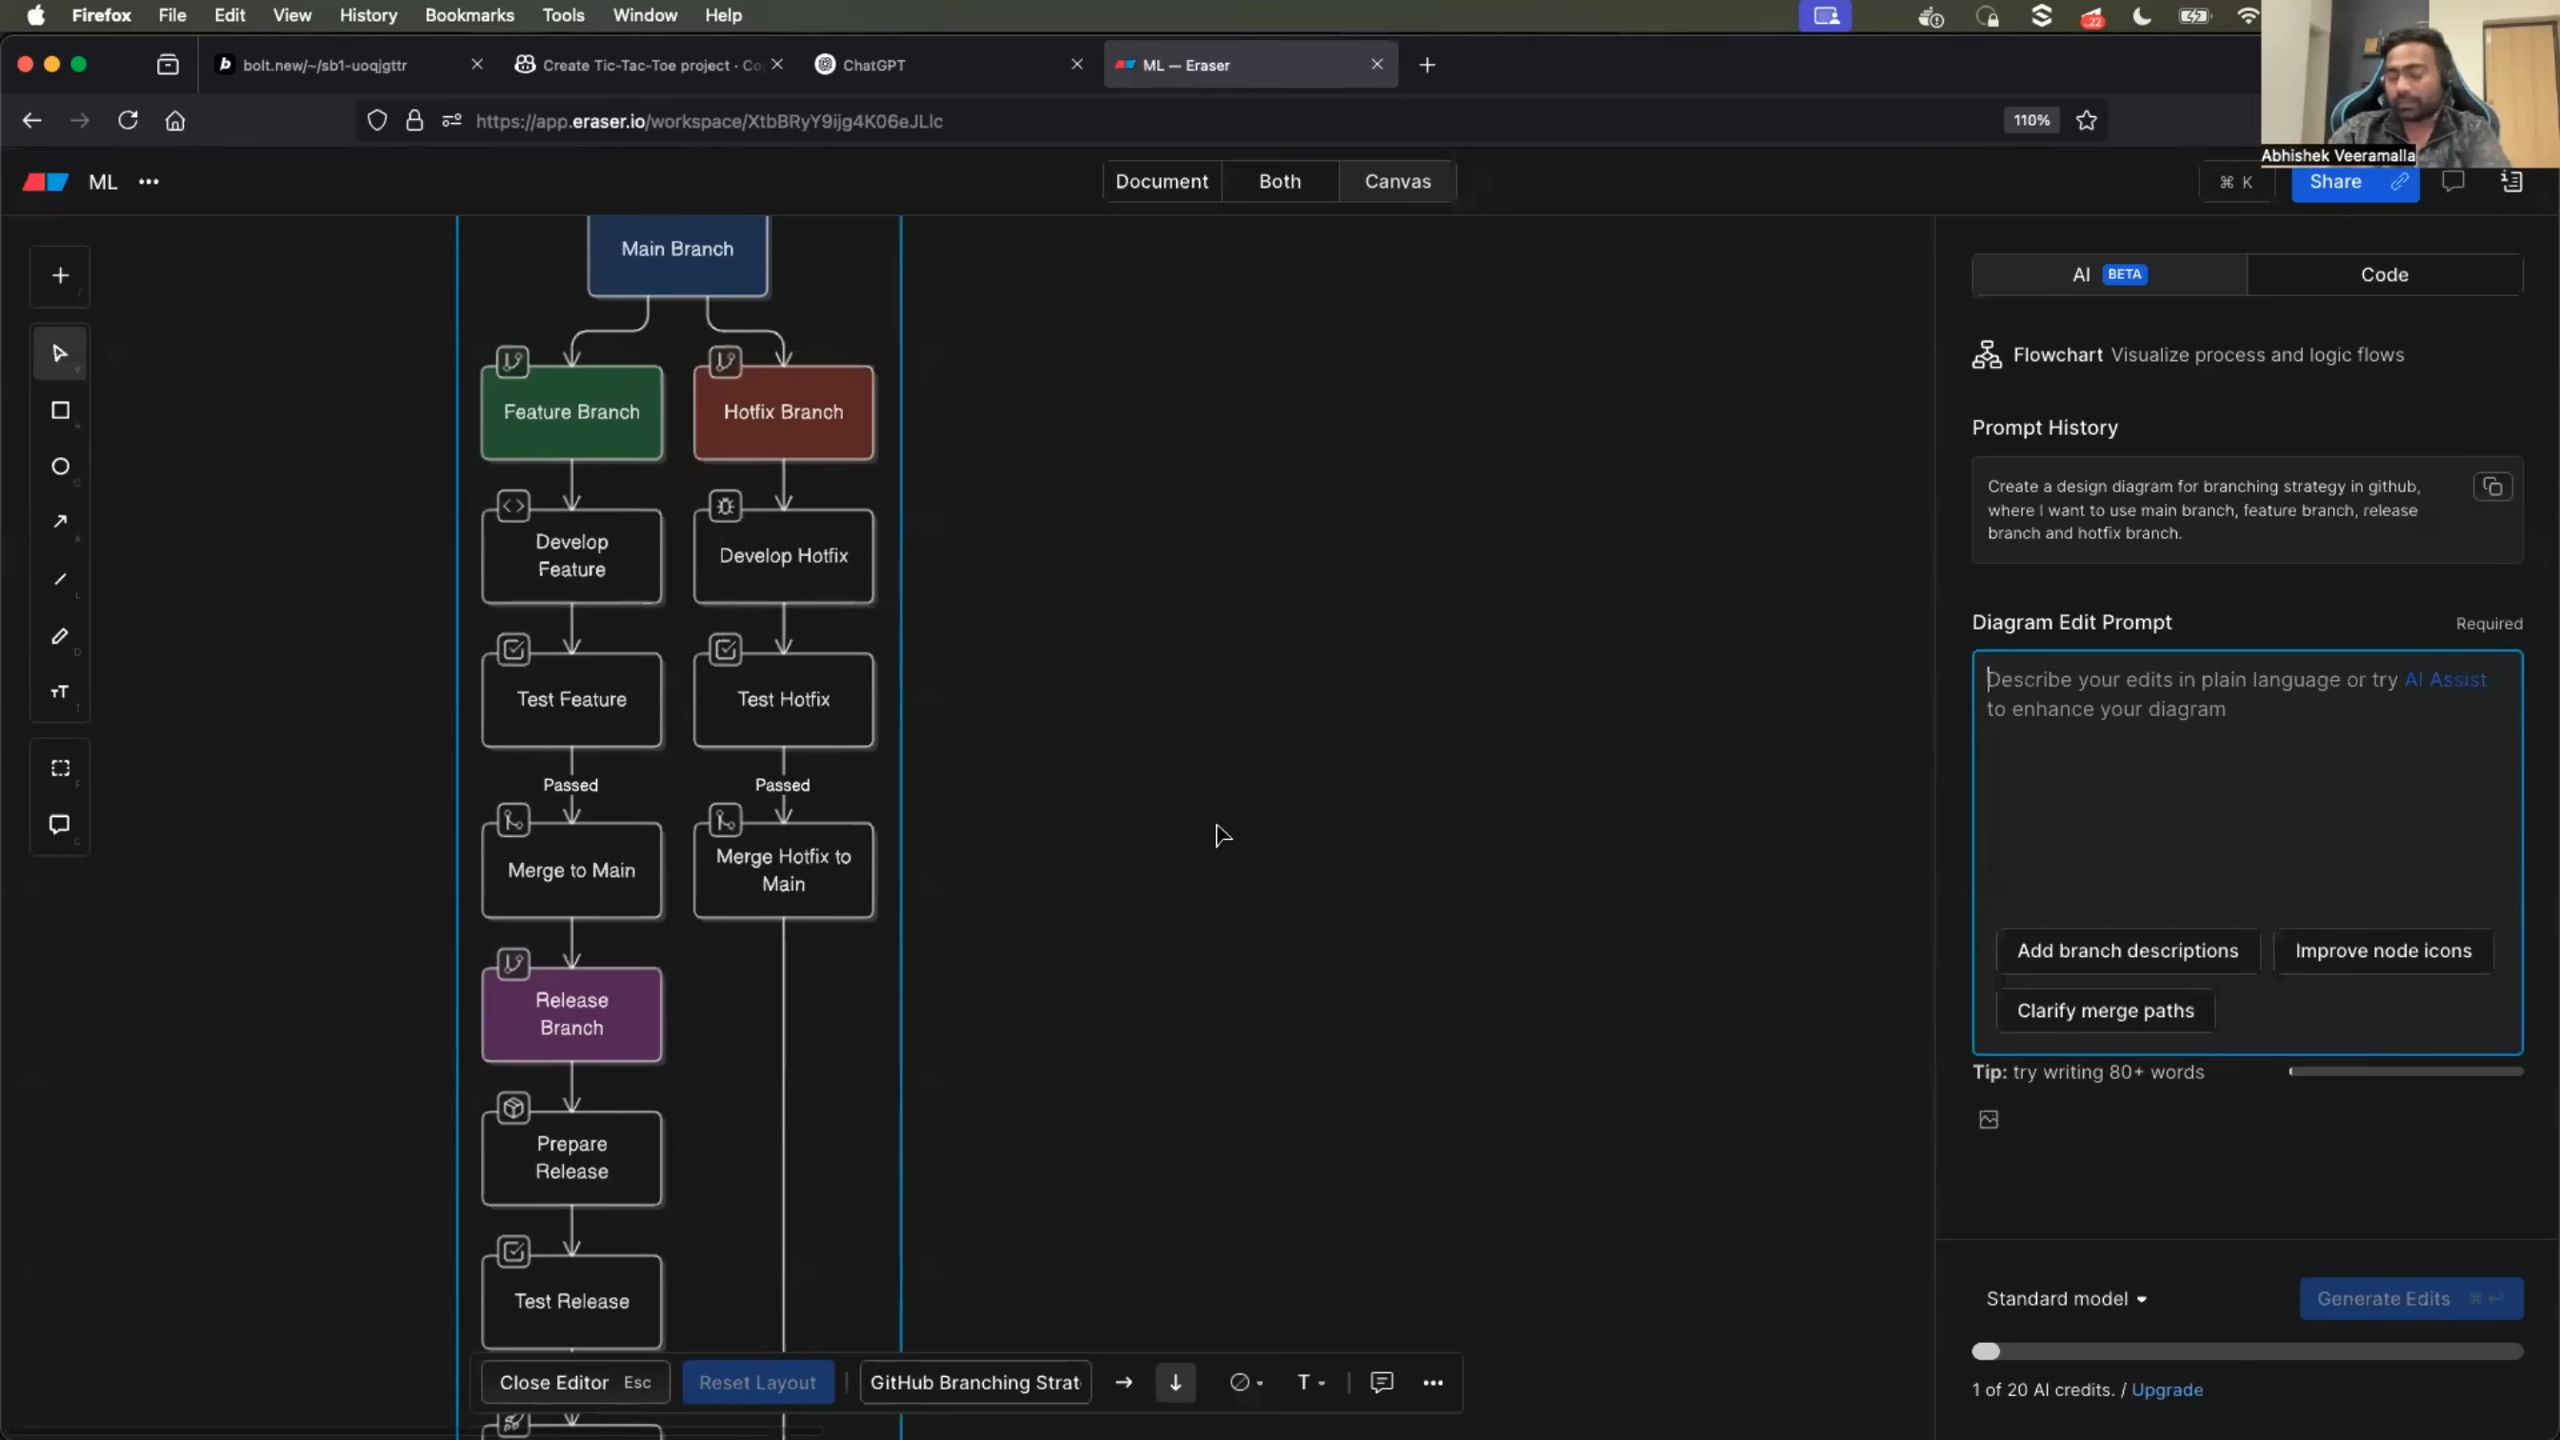 Firefox File Edit View History Bookmarks Tools Window Help
22
bolt.new/~/sb1-uoqjgttr
Create Tic-Tac-Toe project · Co
ChatGPT
ML — Eraser
https://app.eraser.io/workspace/XtbBRyY9ijg4K06eJLlc
110%
Abhishek Veeramalla
ML
Document Both Canvas
⌘ K
Share
Main Branch
Feature Branch
Hotfix Branch
Develop
Feature
Develop Hotfix
Test Feature
Test Hotfix
Passed
Passed
Merge to Main
Merge Hotfix to
Main
Release
Branch
Prepare
Release
Test Release
Close Editor Esc
Reset Layout
GitHub Branching Strat
T
AI BETA
Code
Flowchart Visualize process and logic flows
Prompt History
Create a design diagram for branching strategy in github,
where I want to use main branch, feature branch, release
branch and hotfix branch.
Diagram Edit Prompt
Required
Describe your edits in plain language or try AI Assist
to enhance your diagram
Add branch descriptions
Improve node icons
Clarify merge paths
Tip: try writing 80+ words
Standard model
Generate Edits
1 of 20 AI credits. / Upgrade